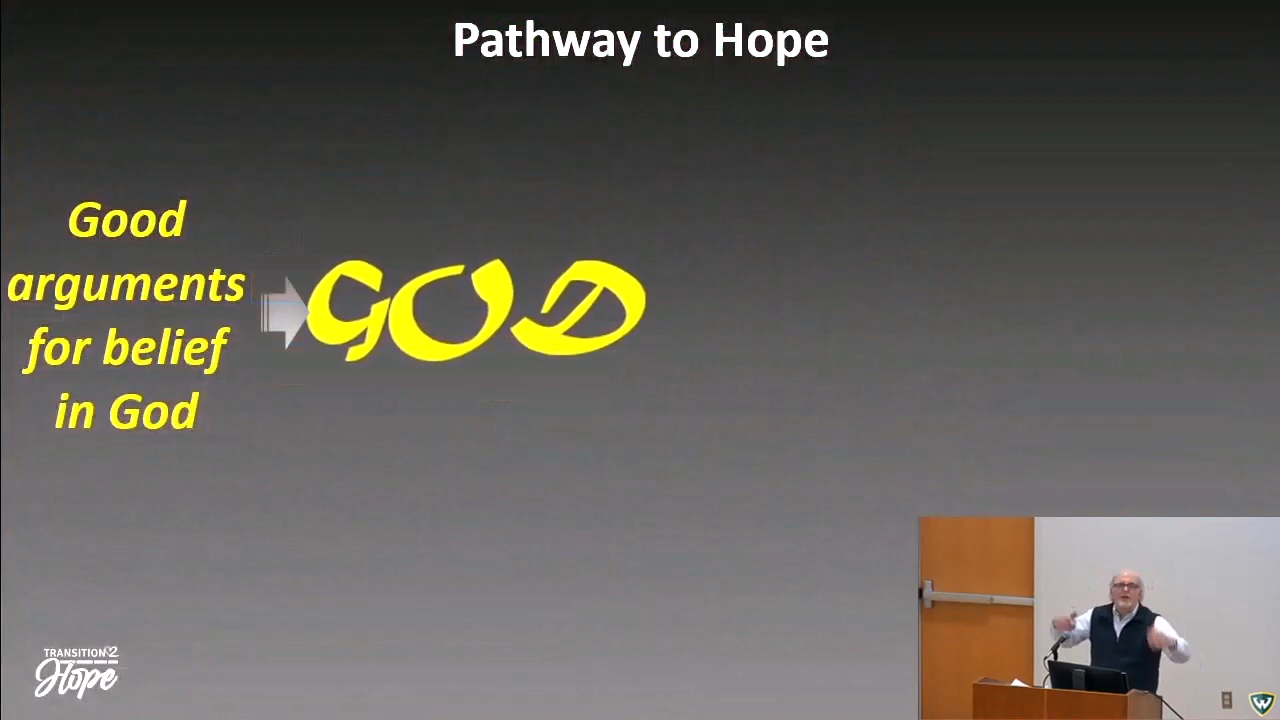 Pathway to Hope
Good
arguments
for belief
in God
GOD
TRANSITION 2
Hope
W